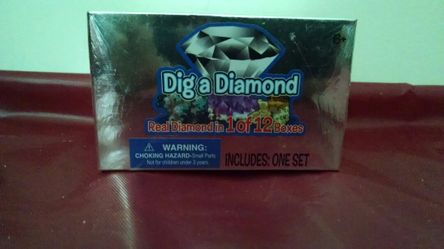 6+
Dig a Diamond
Real Diamond in 1 of 12 Boxes
WARNING:
CHOKING HAZARD-Small Parts
Not for children under 3 years.
INCLUDES: ONE SET